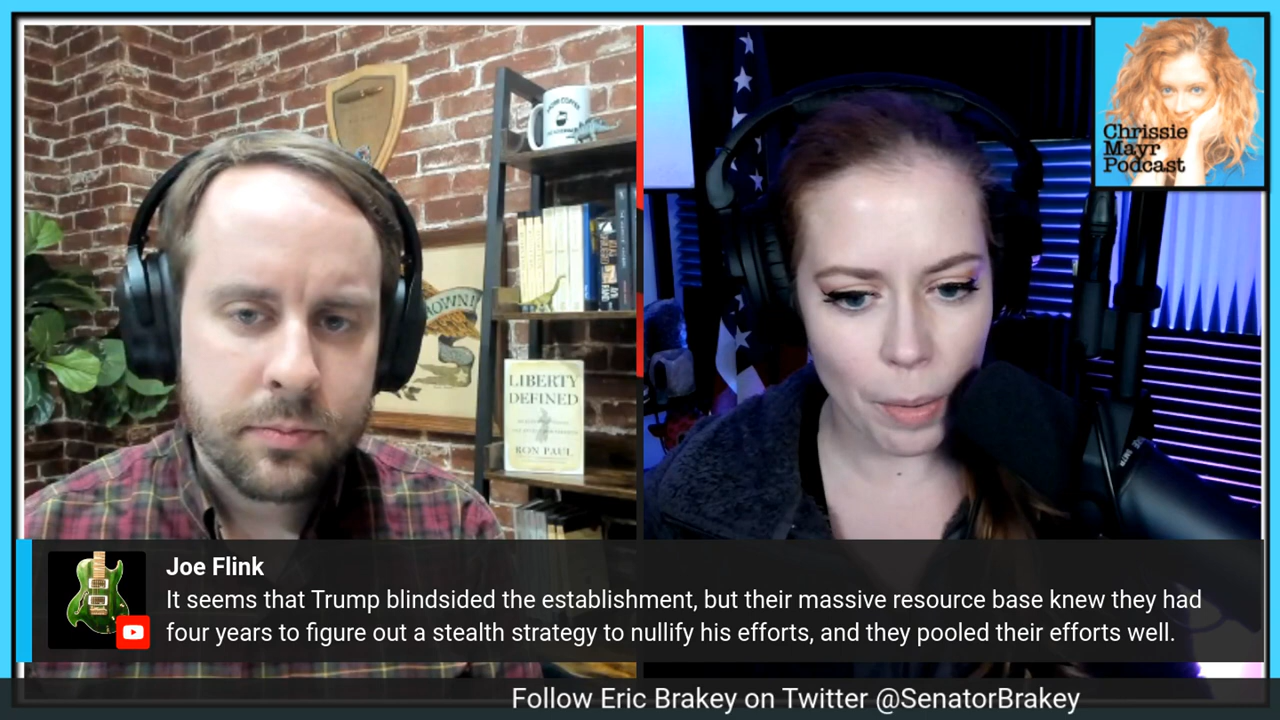 Chrissie
Mayr
Podcast
LIBERTY
DEFINED
RON PAUL
Joe Flink
It seems that Trump blindsided the establishment, but their massive resource base knew they had
four years to figure out a stealth strategy to nullify his efforts, and they pooled their efforts well.
Follow Eric Brakey on Twitter @SenatorBrakey